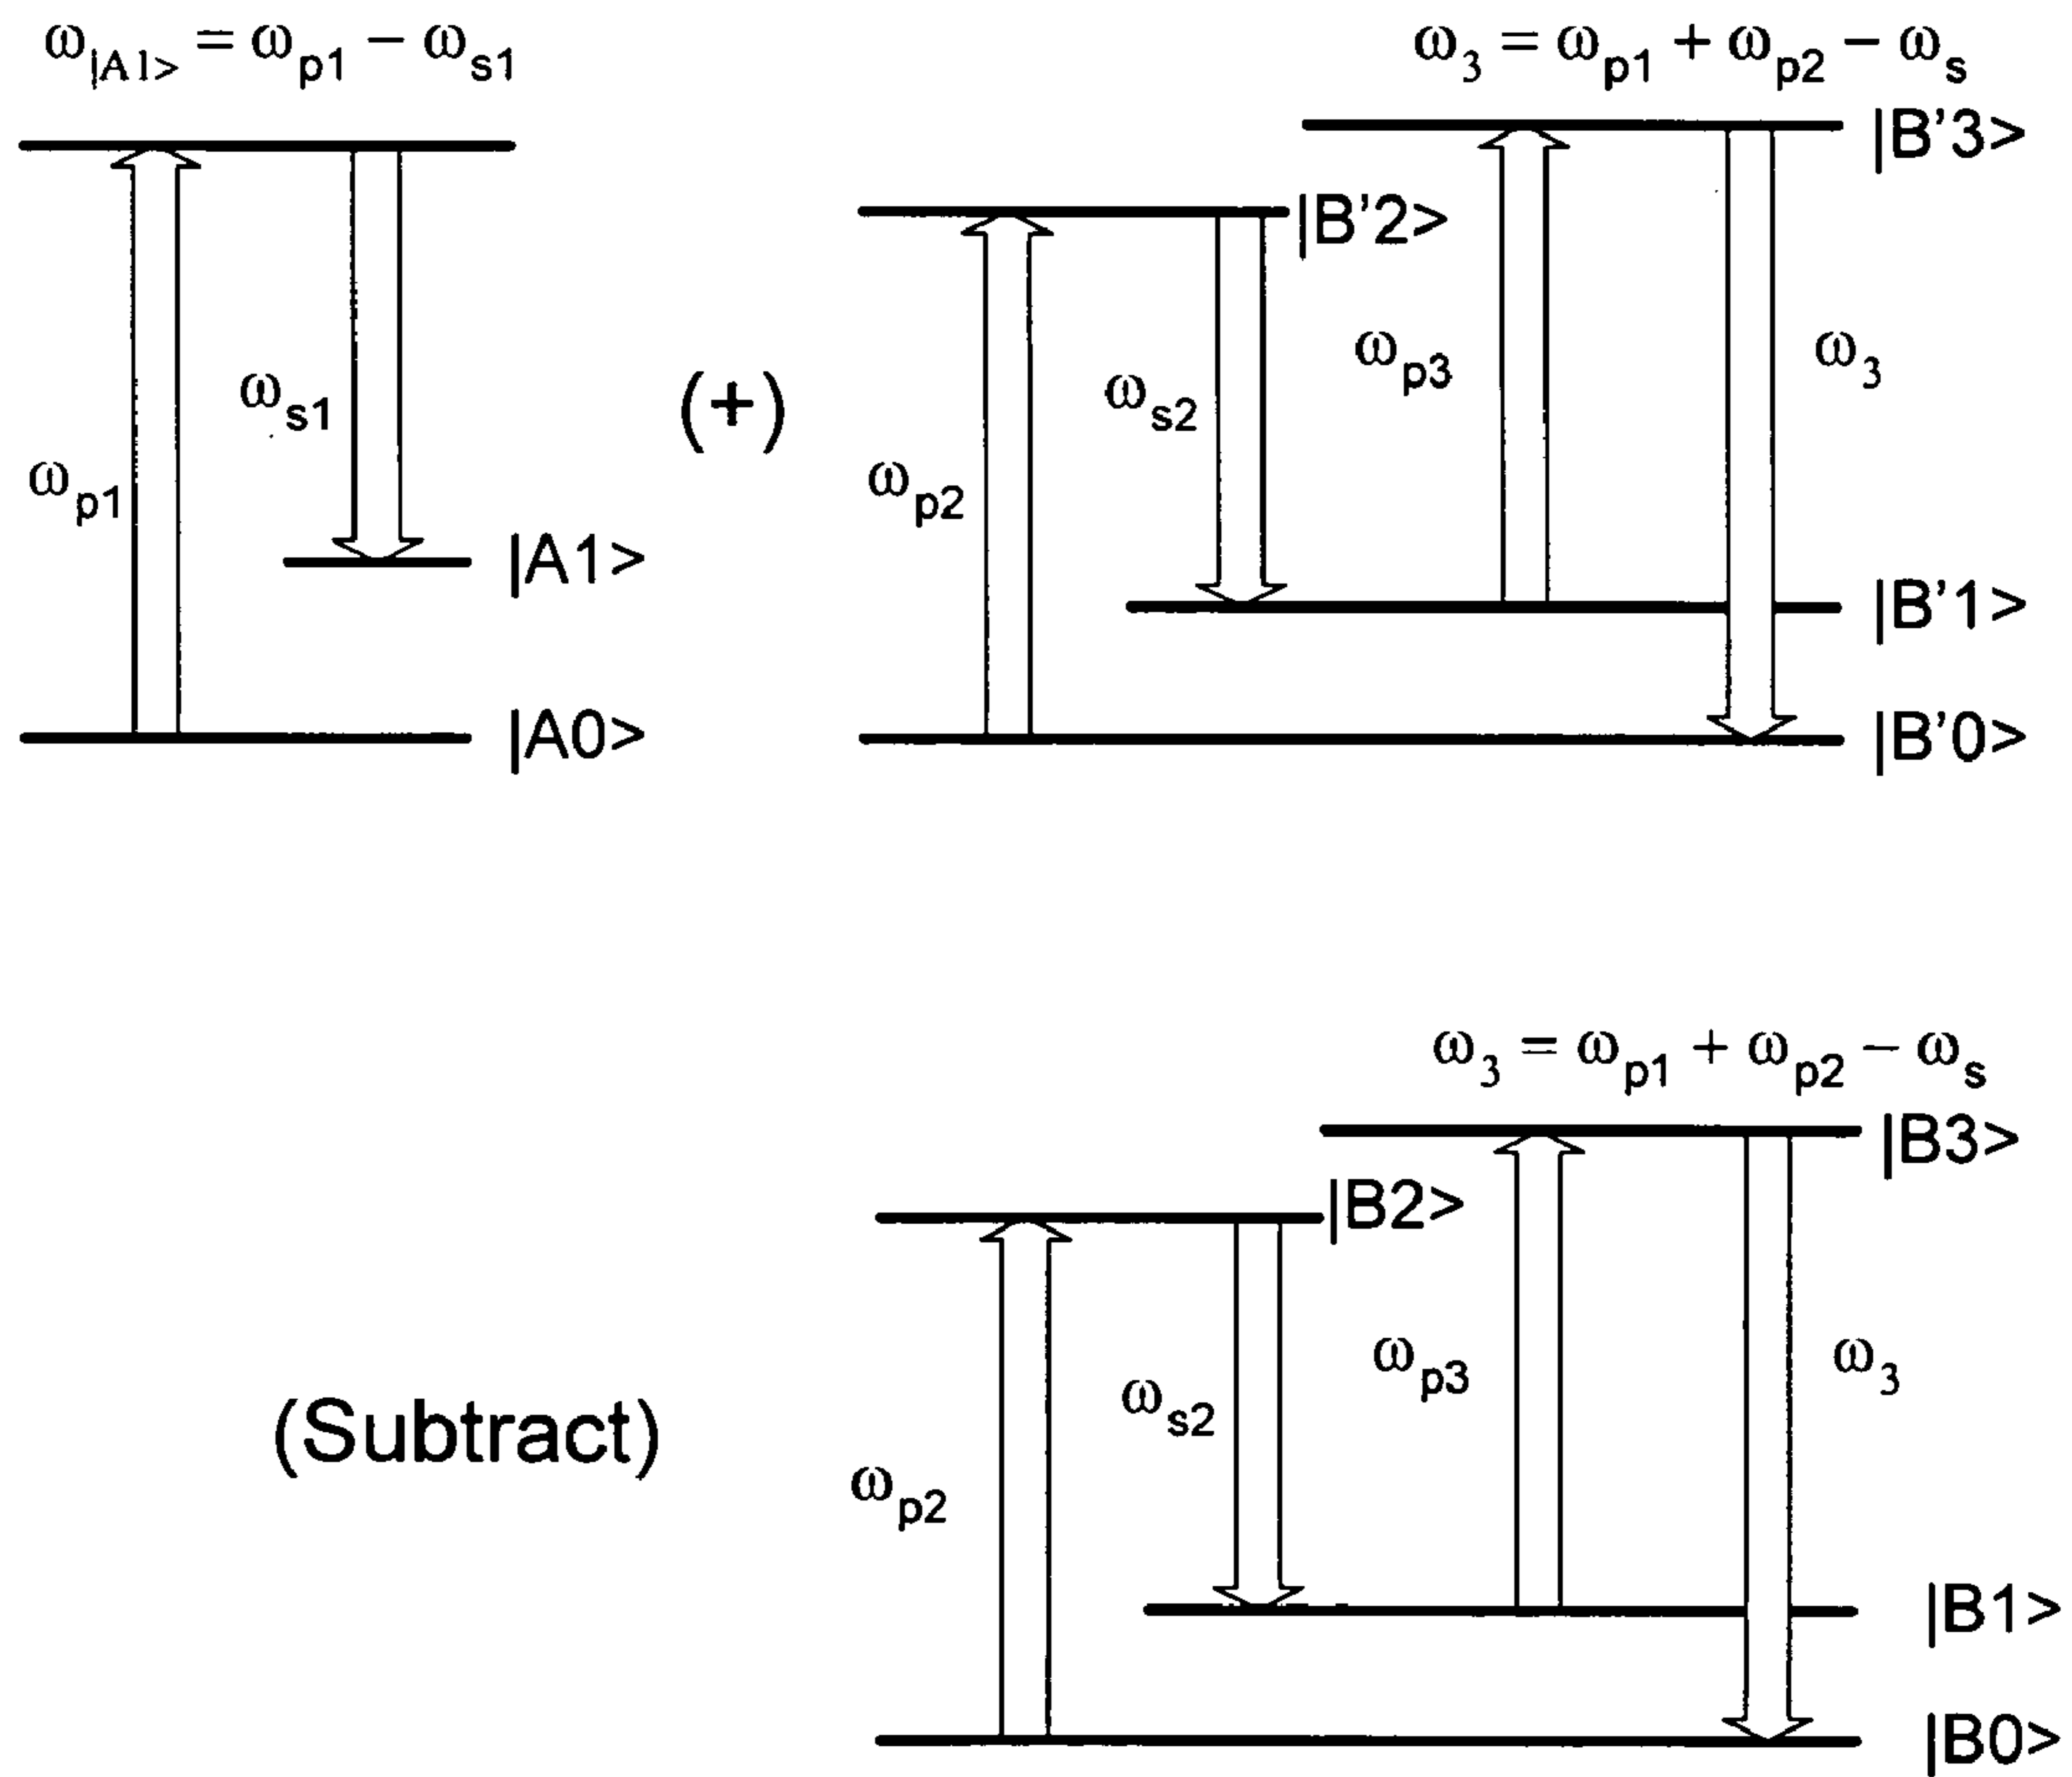 ω|A1> = ωp1 − ωs1
ω3 = ωp1 + ωp2 − ωs
|B'3>
|B'2>
ωp3
ω3
ωs1
(+)
ωs2
ωp1
ωp2
|A1>
|B'1>
|A0>
|B'0>
ω3 = ωp1 + ωp2 − ωs
|B3>
|B2>
ωp3
ω3
ωs2
(Subtract)
ωp2
|B1>
|B0>